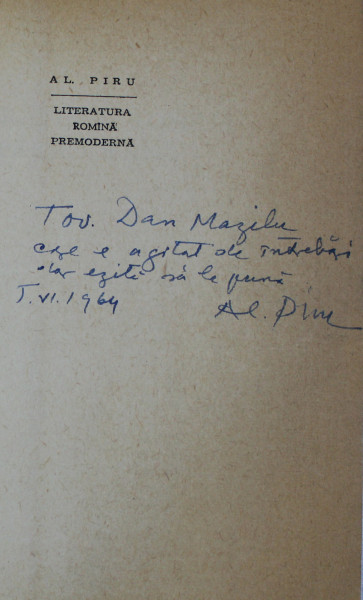 AL. PIRU
LITERATURA
ROMÎNĂ
PREMODERNĂ
Tov. Dan Mazilu
care e agitat de întrebări
dar ezită să le pună
I.VI.1964 Al. Piru